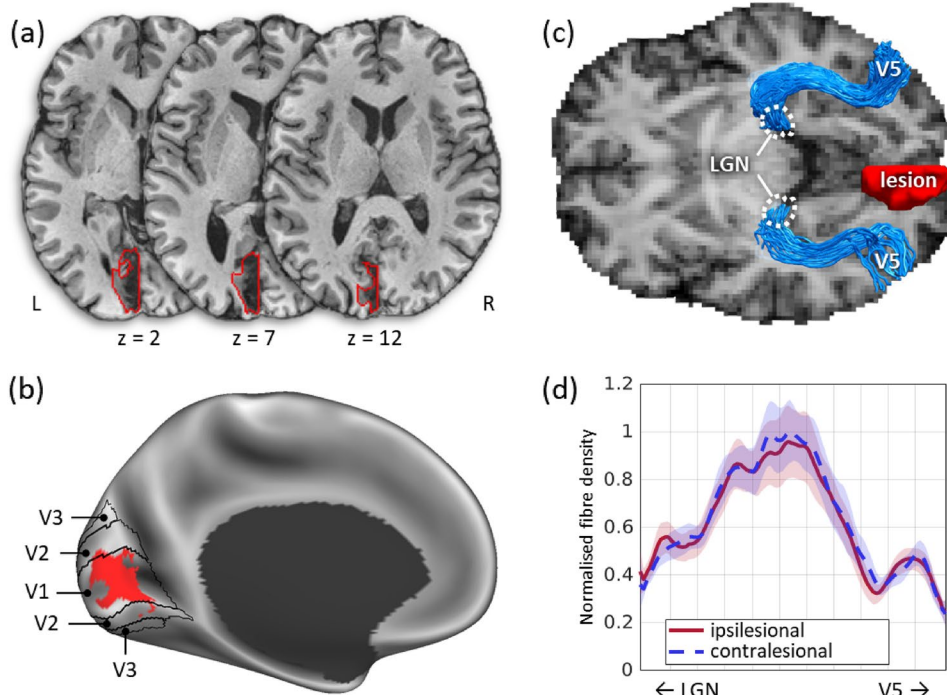 (a)
L
R
z = 2
z = 7
z = 12
(b)
V3
V2
V1
V2
V3
(c)
V5
LGN
lesion
V5
(d)
Normalised fibre density
1.2
1
0.8
0.6
0.4
0.2
0
ipsilesional
contralesional
← LGN
V5 →